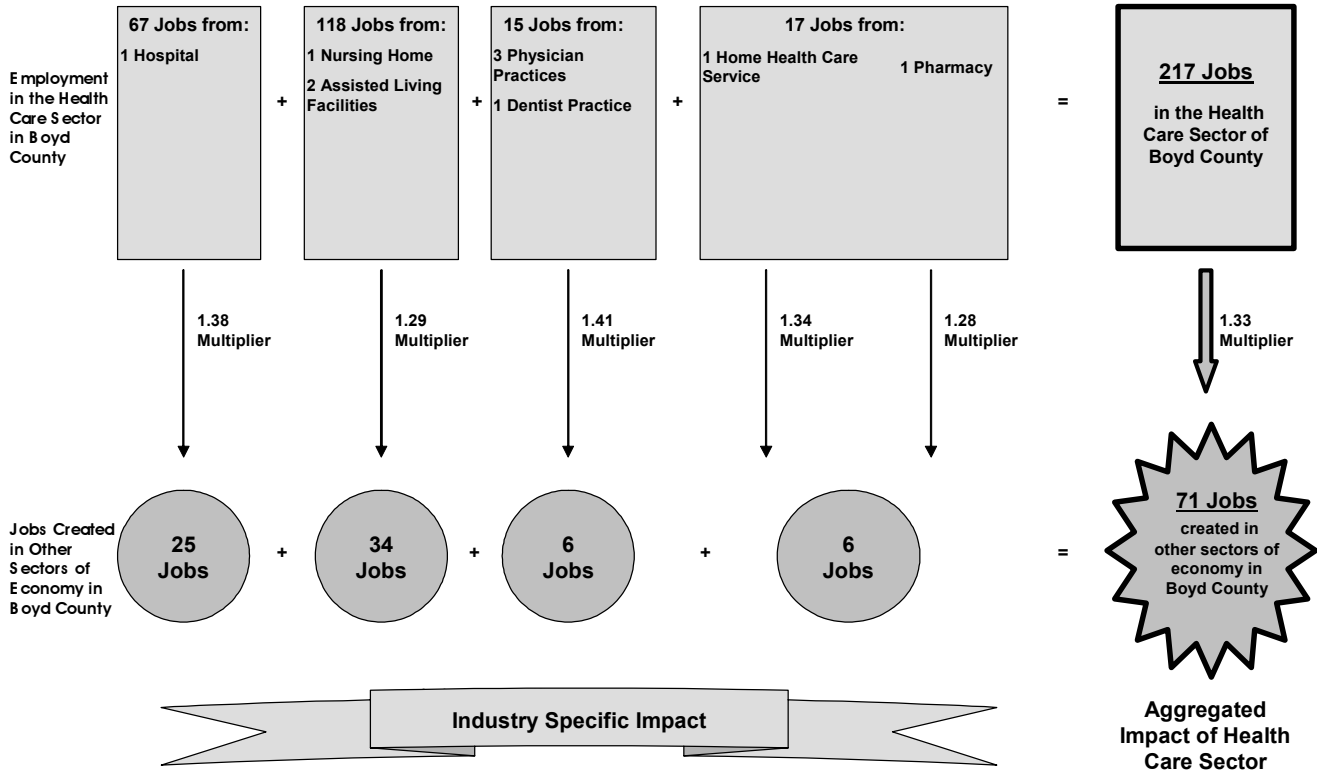 Employment
in the Health
Care Sector
in Boyd
County
67 Jobs from:
1 Hospital
+
118 Jobs from:
1 Nursing Home
2 Assisted Living
Facilities
+
15 Jobs from:
3 Physician
Practices
1 Dentist Practice
+
17 Jobs from:
1 Home Health Care
Service
1 Pharmacy
=
217 Jobs
in the Health
Care Sector of
Boyd County
1.38
Multiplier
1.29
Multiplier
1.41
Multiplier
1.34
Multiplier
1.28
Multiplier
1.33
Multiplier
Jobs Created
in Other
Sectors of
Economy in
Boyd County
25
Jobs
+
34
Jobs
+
6
Jobs
+
6
Jobs
=
71 Jobs
created in
other sectors of
economy in
Boyd County
Industry Specific Impact
Aggregated
Impact of Health
Care Sector